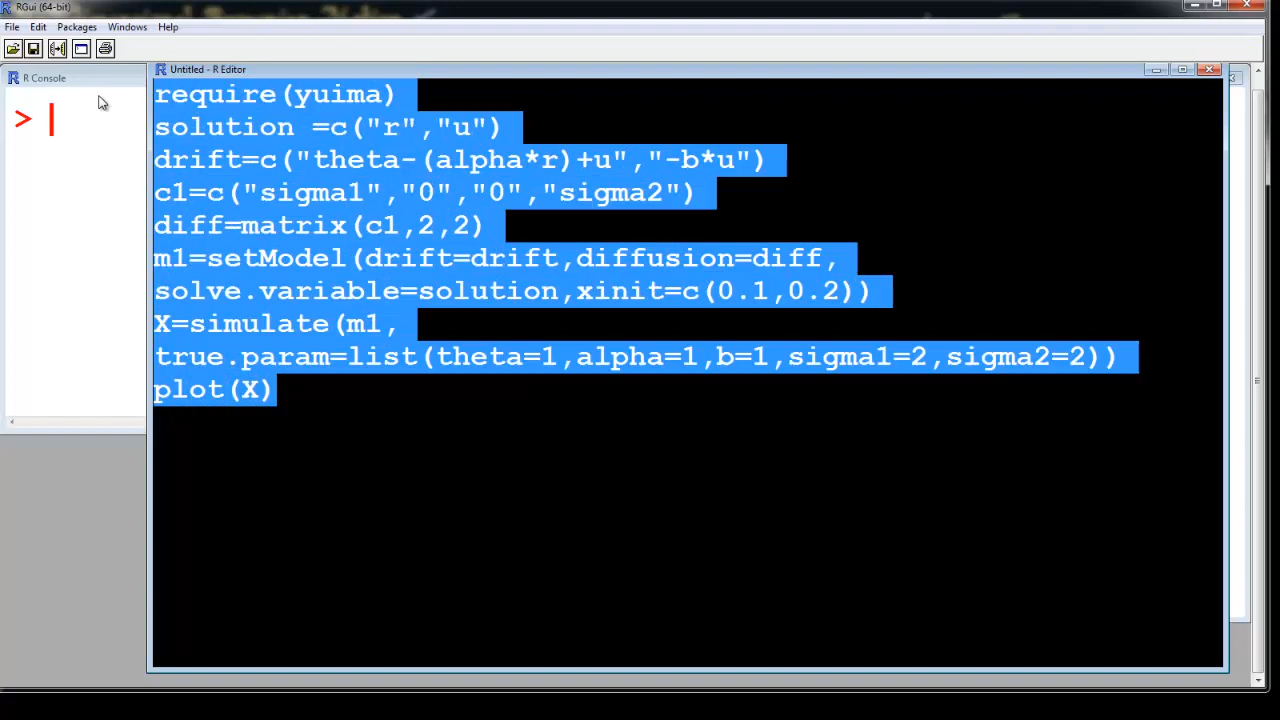 RGui (64-bit)
File Edit Packages Windows Help
R Console
>
Untitled - R Editor
require(yuima)
solution =c("r","u")
drift=c("theta-(alpha*r)+u","-b*u")
c1=c("sigma1","0","0","sigma2")
diff=matrix(c1,2,2)
m1=setModel(drift=drift,diffusion=diff,
solve.variable=solution,xinit=c(0.1,0.2))
X=simulate(m1,
true.param=list(theta=1,alpha=1,b=1,sigma1=2,sigma2=2))
plot(X)